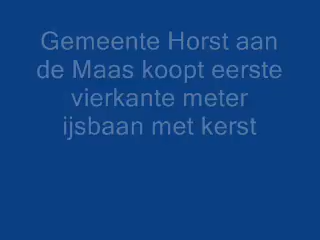 Gemeente Horst aan
de Maas koopt eerste
vierkante meter
ijsbaan met kerst